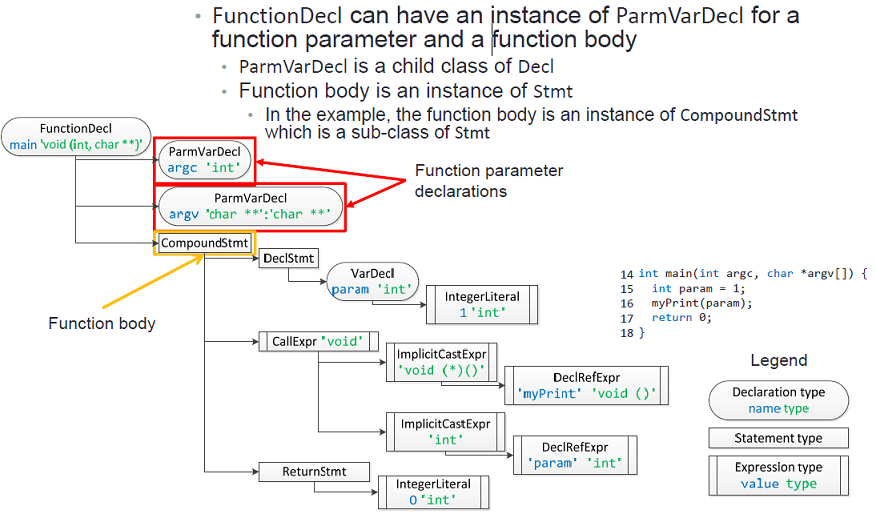 • FunctionDecl can have an instance of ParmVarDecl for a
function parameter and a function body
• ParmVarDecl is a child class of Decl
• Function body is an instance of Stmt
• In the example, the function body is an instance of CompoundStmt
which is a sub-class of Stmt
FunctionDecl
main 'void (int, char **)'
ParmVarDecl
argc 'int'
Function parameter
declarations
ParmVarDecl
argv 'char **':'char **'
CompoundStmt
DeclStmt
VarDecl
param 'int'
IntegerLiteral
1 'int'
Function body
CallExpr 'void'
ImplicitCastExpr
'void (*)()'
DeclRefExpr
'myPrint' 'void ()'
ImplicitCastExpr
'int'
DeclRefExpr
'param' 'int'
ReturnStmt
IntegerLiteral
0 'int'
14 int main(int argc, char *argv[]) {
15 int param = 1;
16 myPrint(param);
17 return 0;
18 }
Legend
Declaration type
name type
Statement type
Expression type
value type